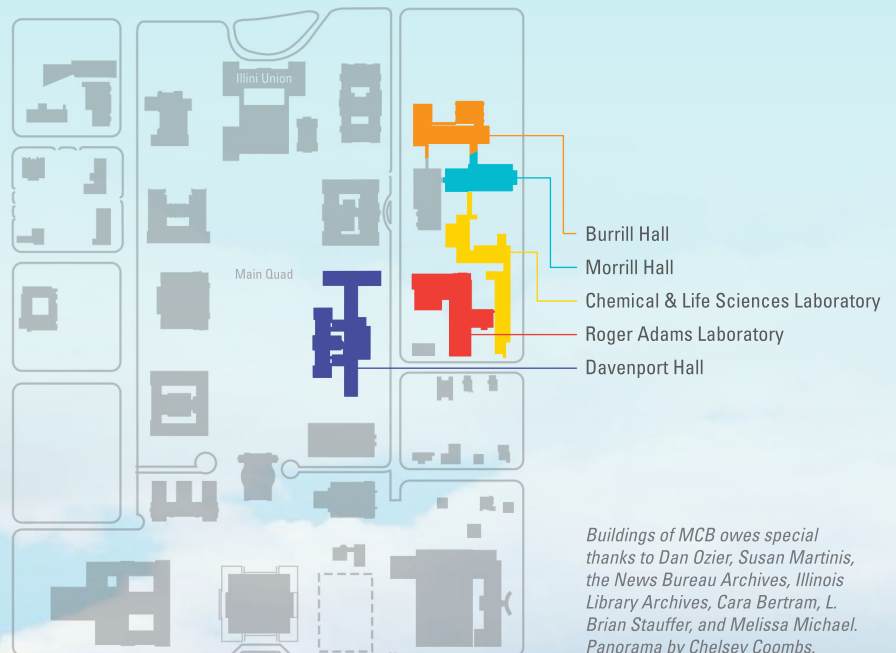 Illini Union
Main Quad
Burrill Hall
Morrill Hall
Chemical & Life Sciences Laboratory
Roger Adams Laboratory
Davenport Hall
Buildings of MCB owes special
thanks to Dan Ozier, Susan Martinis,
the News Bureau Archives, Illinois
Library Archives, Cara Bertram, L.
Brian Stauffer, and Melissa Michael.
Panorama by Chelsey Coombs.